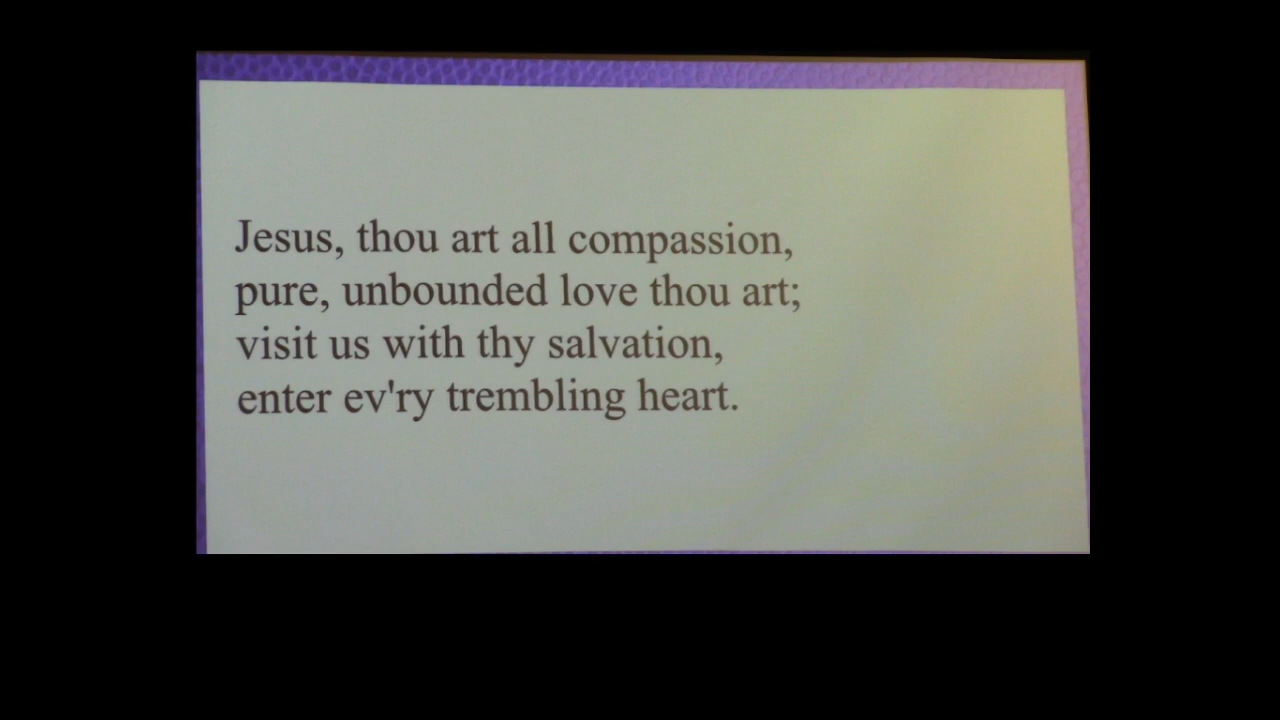 Jesus, thou art all compassion,
pure, unbounded love thou art;
visit us with thy salvation,
enter ev'ry trembling heart.